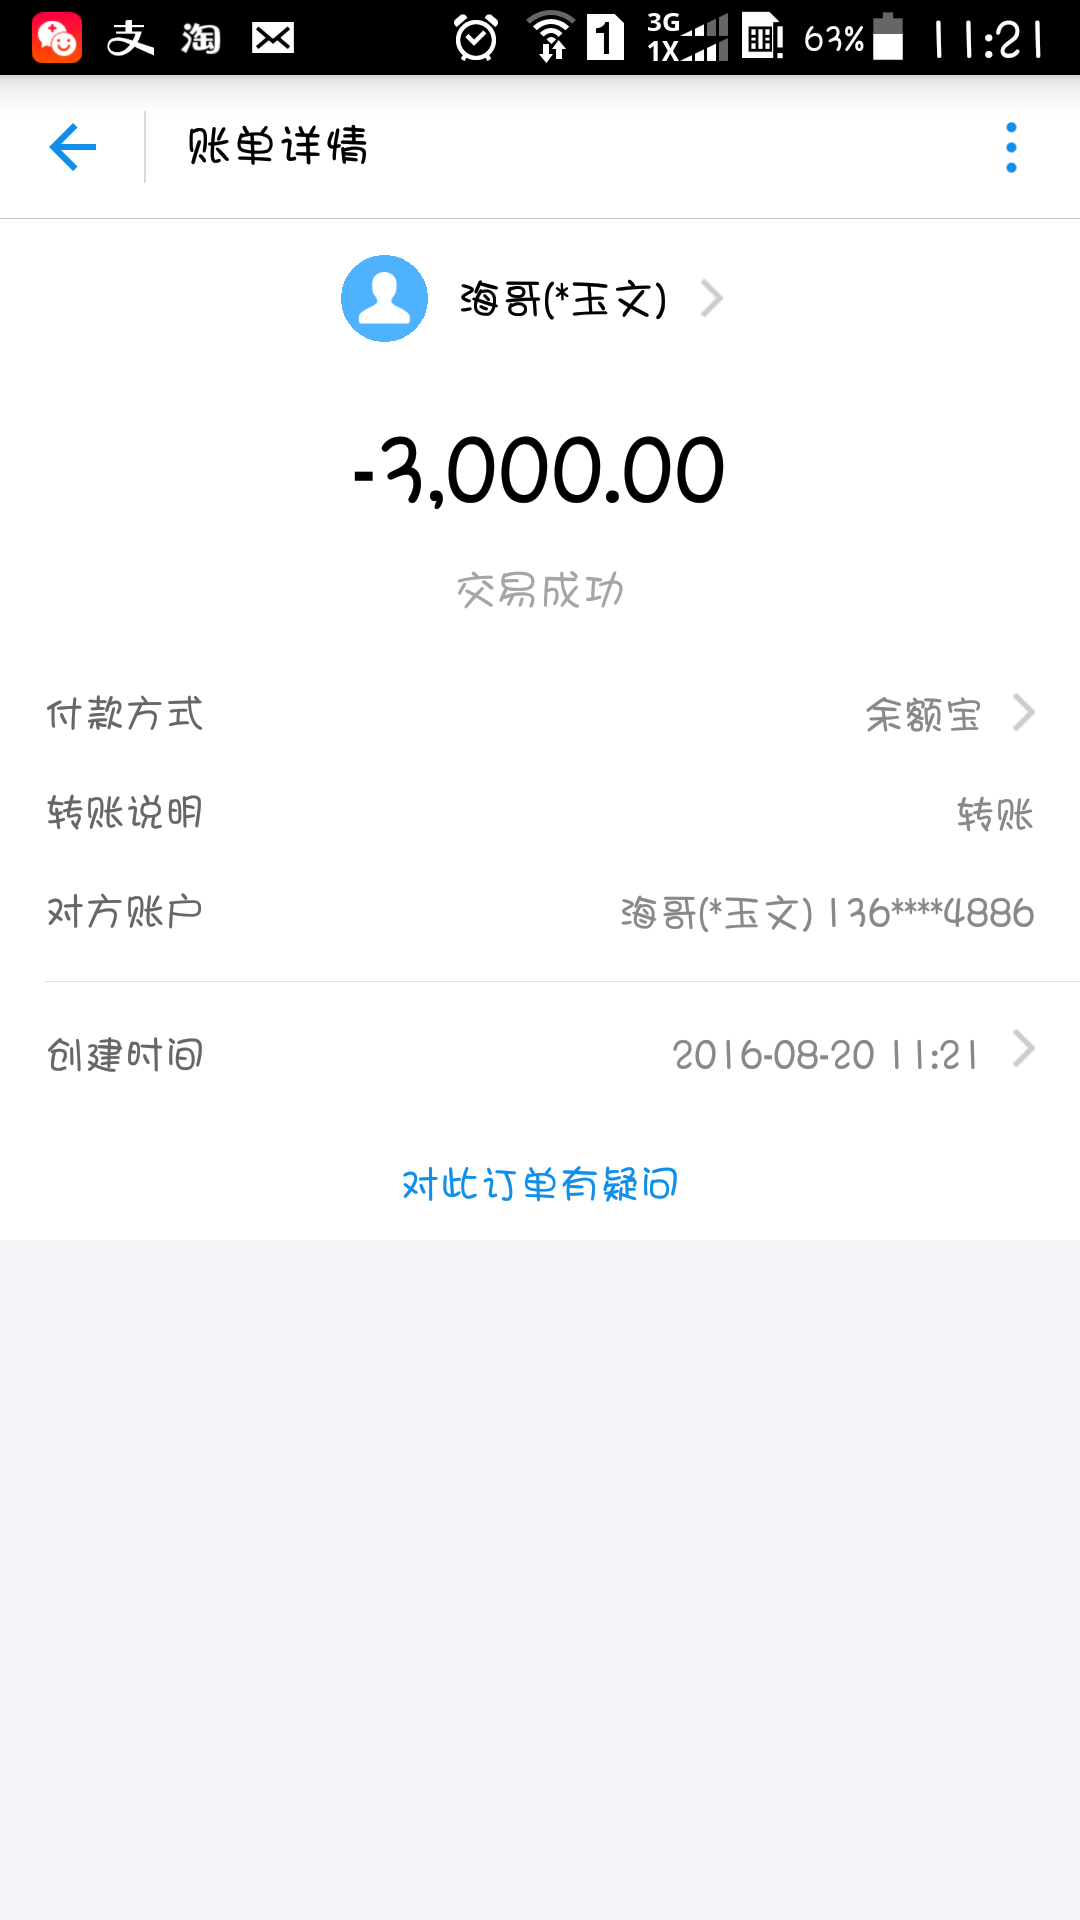 支 淘 1 3G 1X 63% 11:21
账单详情
海哥(*玉文)
-3,000.00
交易成功
付款方式 余额宝
转账说明 转账
对方账户 海哥(*玉文) 136****4886
创建时间 2016-08-20 11:21
对此订单有疑问